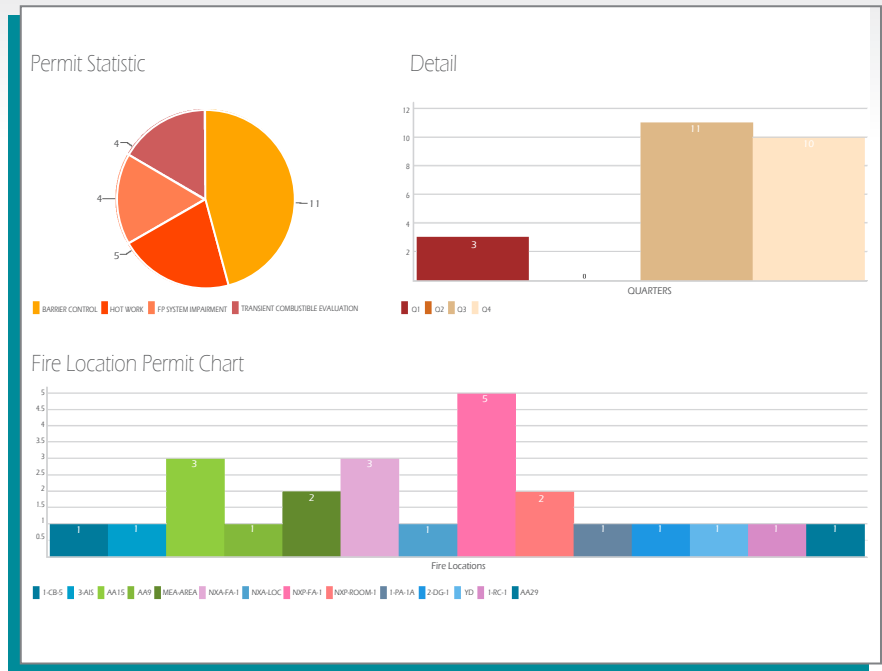 Permit Statistic
Detail
4
4
5
11
BARRIER CONTROL HOT WORK FP SYSTEM IMPAIRMENT TRANSIENT COMBUSTIBLE EVALUATION
12
10
8
6
4
2
3
0
11
10
QUARTERS
Q1 Q2 Q3 Q4
Fire Location Permit Chart
5
4.5
4
3.5
3
2.5
2
1.5
1
0.5
1 1 3 1 2 3 1 5 2 1 1 1 1 1
Fire Locations
1-CB-5 3-AIS AA15 AA9 MEA-AREA NXA-FA-1 NXA-LOC NXP-FA-1 NXP-ROOM-1 1-PA-1A 2-DG-1 YD 1-RC-1 AA29